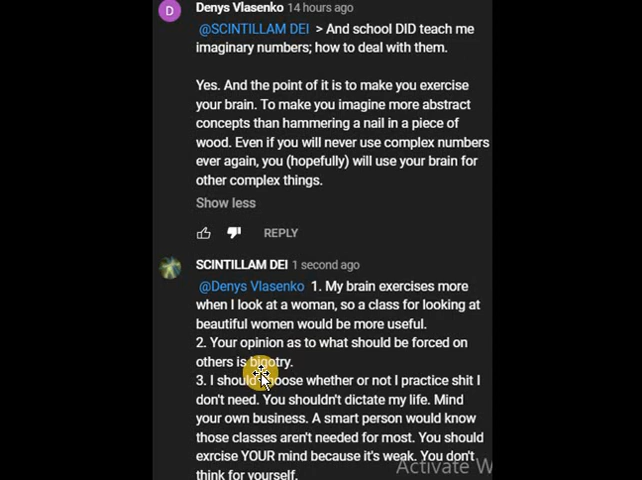 D
Denys Vlasenko 14 hours ago
@SCINTILLAM DEI > And school DID teach me
imaginary numbers; how to deal with them.
Yes. And the point of it is to make you exercise
your brain. To make you imagine more abstract
concepts than hammering a nail in a piece of
wood. Even if you will never use complex numbers
ever again, you (hopefully) will use your brain for
other complex things.
Show less
REPLY
SCINTILLAM DEI 1 second ago
@Denys Vlasenko 1. My brain exercises more
when I look at a woman, so a class for looking at
beautiful women would be more useful.
2. Your opinion as to what should be forced on
others is bigotry.
3. I should choose whether or not I practice shit I
don't need. You shouldn't dictate my life. Mind
your own business. A smart person would know
those classes aren't needed for most. You should
exrcise YOUR mind because it's weak. You don't
think for yourself.
Activate W